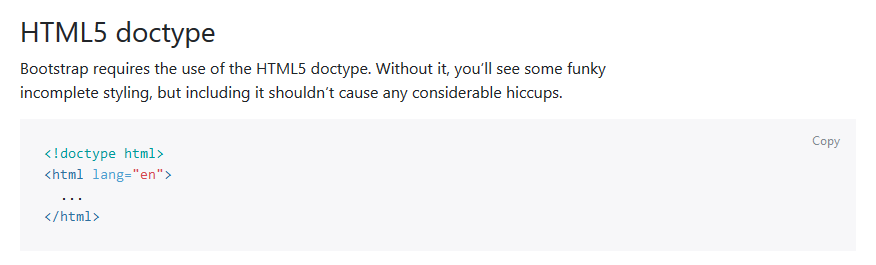 HTML5 doctype
Bootstrap requires the use of the HTML5 doctype. Without it, you’ll see some funky
incomplete styling, but including it shouldn’t cause any considerable hiccups.
Copy
<!doctype html>
<html lang="en">
  ...
</html>